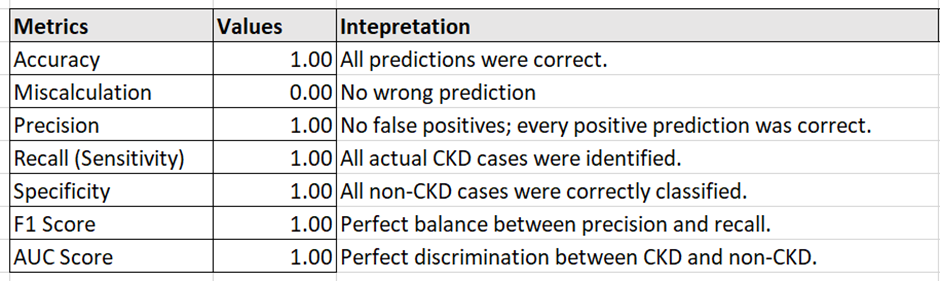 Metrics Values Intepretation
Accuracy 1.00 All predictions were correct.
Miscalculation 0.00 No wrong prediction
Precision 1.00 No false positives; every positive prediction was correct.
Recall (Sensitivity) 1.00 All actual CKD cases were identified.
Specificity 1.00 All non-CKD cases were correctly classified.
F1 Score 1.00 Perfect balance between precision and recall.
AUC Score 1.00 Perfect discrimination between CKD and non-CKD.